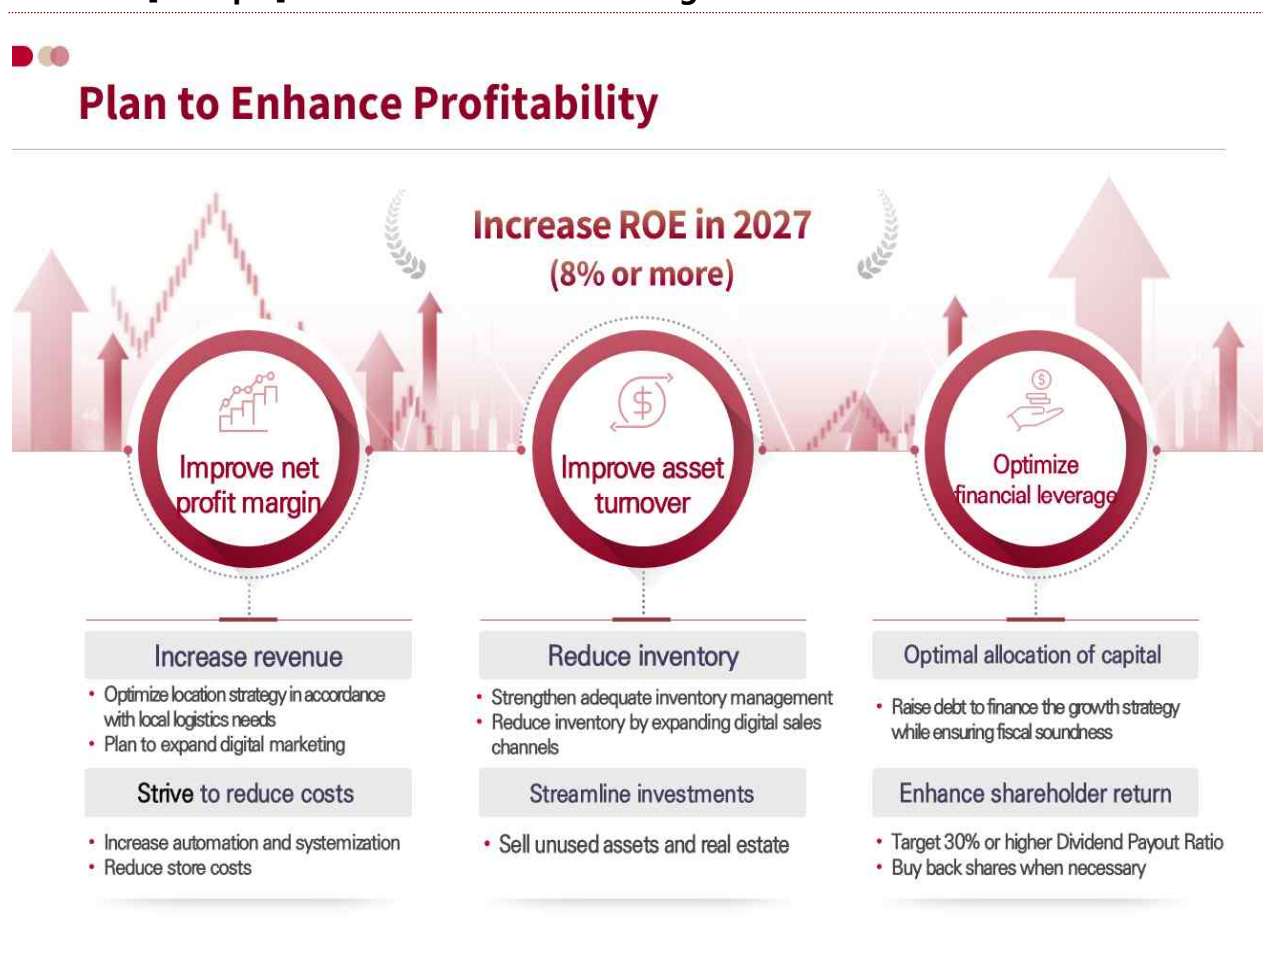 Plan to Enhance Profitability
Increase ROE in 2027
(8% or more)
Improve net
profit margin
Improve asset
turnover
Optimize
financial leverage
Increase revenue
• Optimize location strategy in accordance
with local logistics needs
• Plan to expand digital marketing
Strive to reduce costs
• Increase automation and systemization
• Reduce store costs
Reduce inventory
• Strengthen adequate inventory management
• Reduce inventory by expanding digital sales
channels
Streamline investments
• Sell unused assets and real estate
Optimal allocation of capital
• Raise debt to finance the growth strategy
while ensuring fiscal soundness
Enhance shareholder return
• Target 30% or higher Dividend Payout Ratio
• Buy back shares when necessary